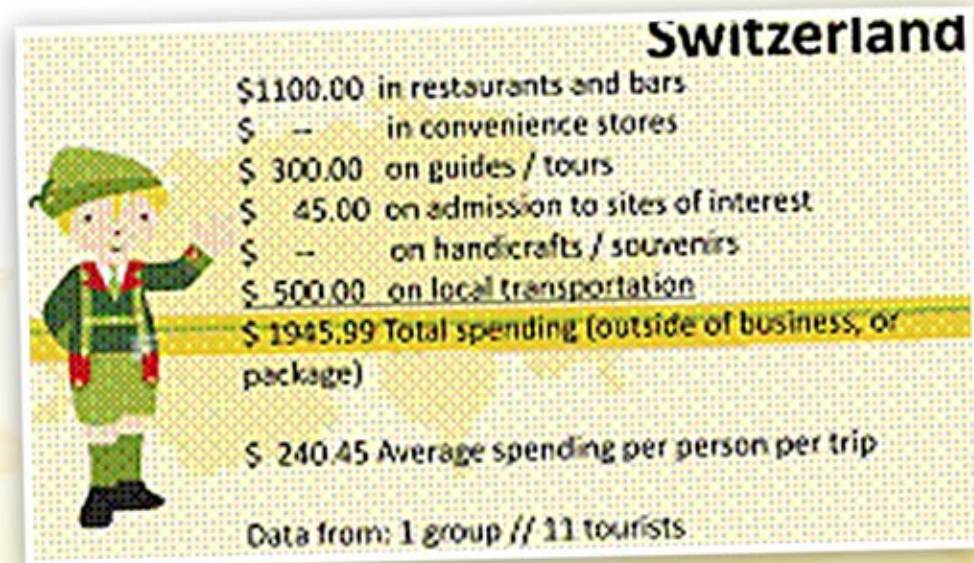 Switzerland
$1100.00 in restaurants and bars
$ -- in convenience stores
$ 300.00 on guides / tours
$ 45.00 on admission to sites of interest
$ -- on handicrafts / souvenirs
$ 500.00 on local transportation
$ 1945.99 Total spending (outside of business, or
package)
$ 240.45 Average spending per person per trip
Data from: 1 group // 11 tourists